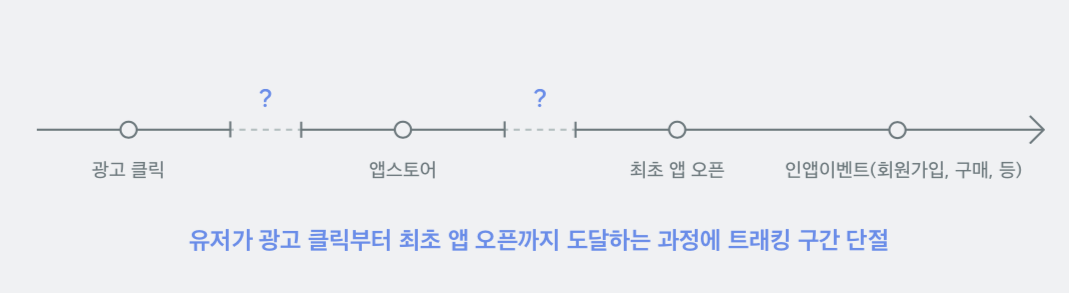 ? ?
광고 클릭 앱스토어 최초 앱 오픈 인앱이벤트(회원가입, 구매, 등)
유저가 광고 클릭부터 최초 앱 오픈까지 도달하는 과정에 트래킹 구간 단절